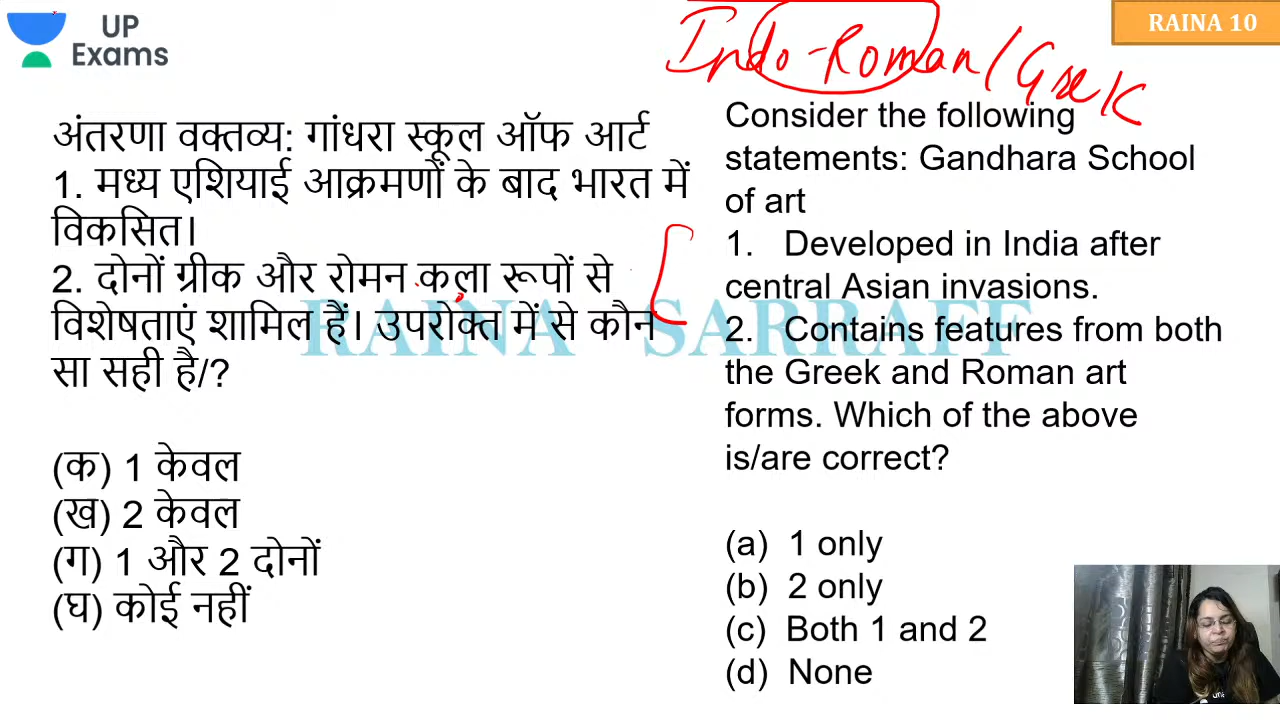 UP
Exams
RAINA 10
Indo-Roman/Greek
अंतरणा वक्तव्य: गांधरा स्कूल ऑफ आर्ट
1. मध्य एशियाई आक्रमणों के बाद भारत में
विकसित।
2. दोनों ग्रीक और रोमन कला रूपों से
विशेषताएं शामिल हैं। उपरोक्त में से कौन
सा सही है/?
(क) 1 केवल
(ख) 2 केवल
(ग) 1 और 2 दोनों
(घ) कोई नहीं
Consider the following
statements: Gandhara School
of art
1. Developed in India after
central Asian invasions.
2. Contains features from both
the Greek and Roman art
forms. Which of the above
is/are correct?
(a) 1 only
(b) 2 only
(c) Both 1 and 2
(d) None
RAINA SARRAFF